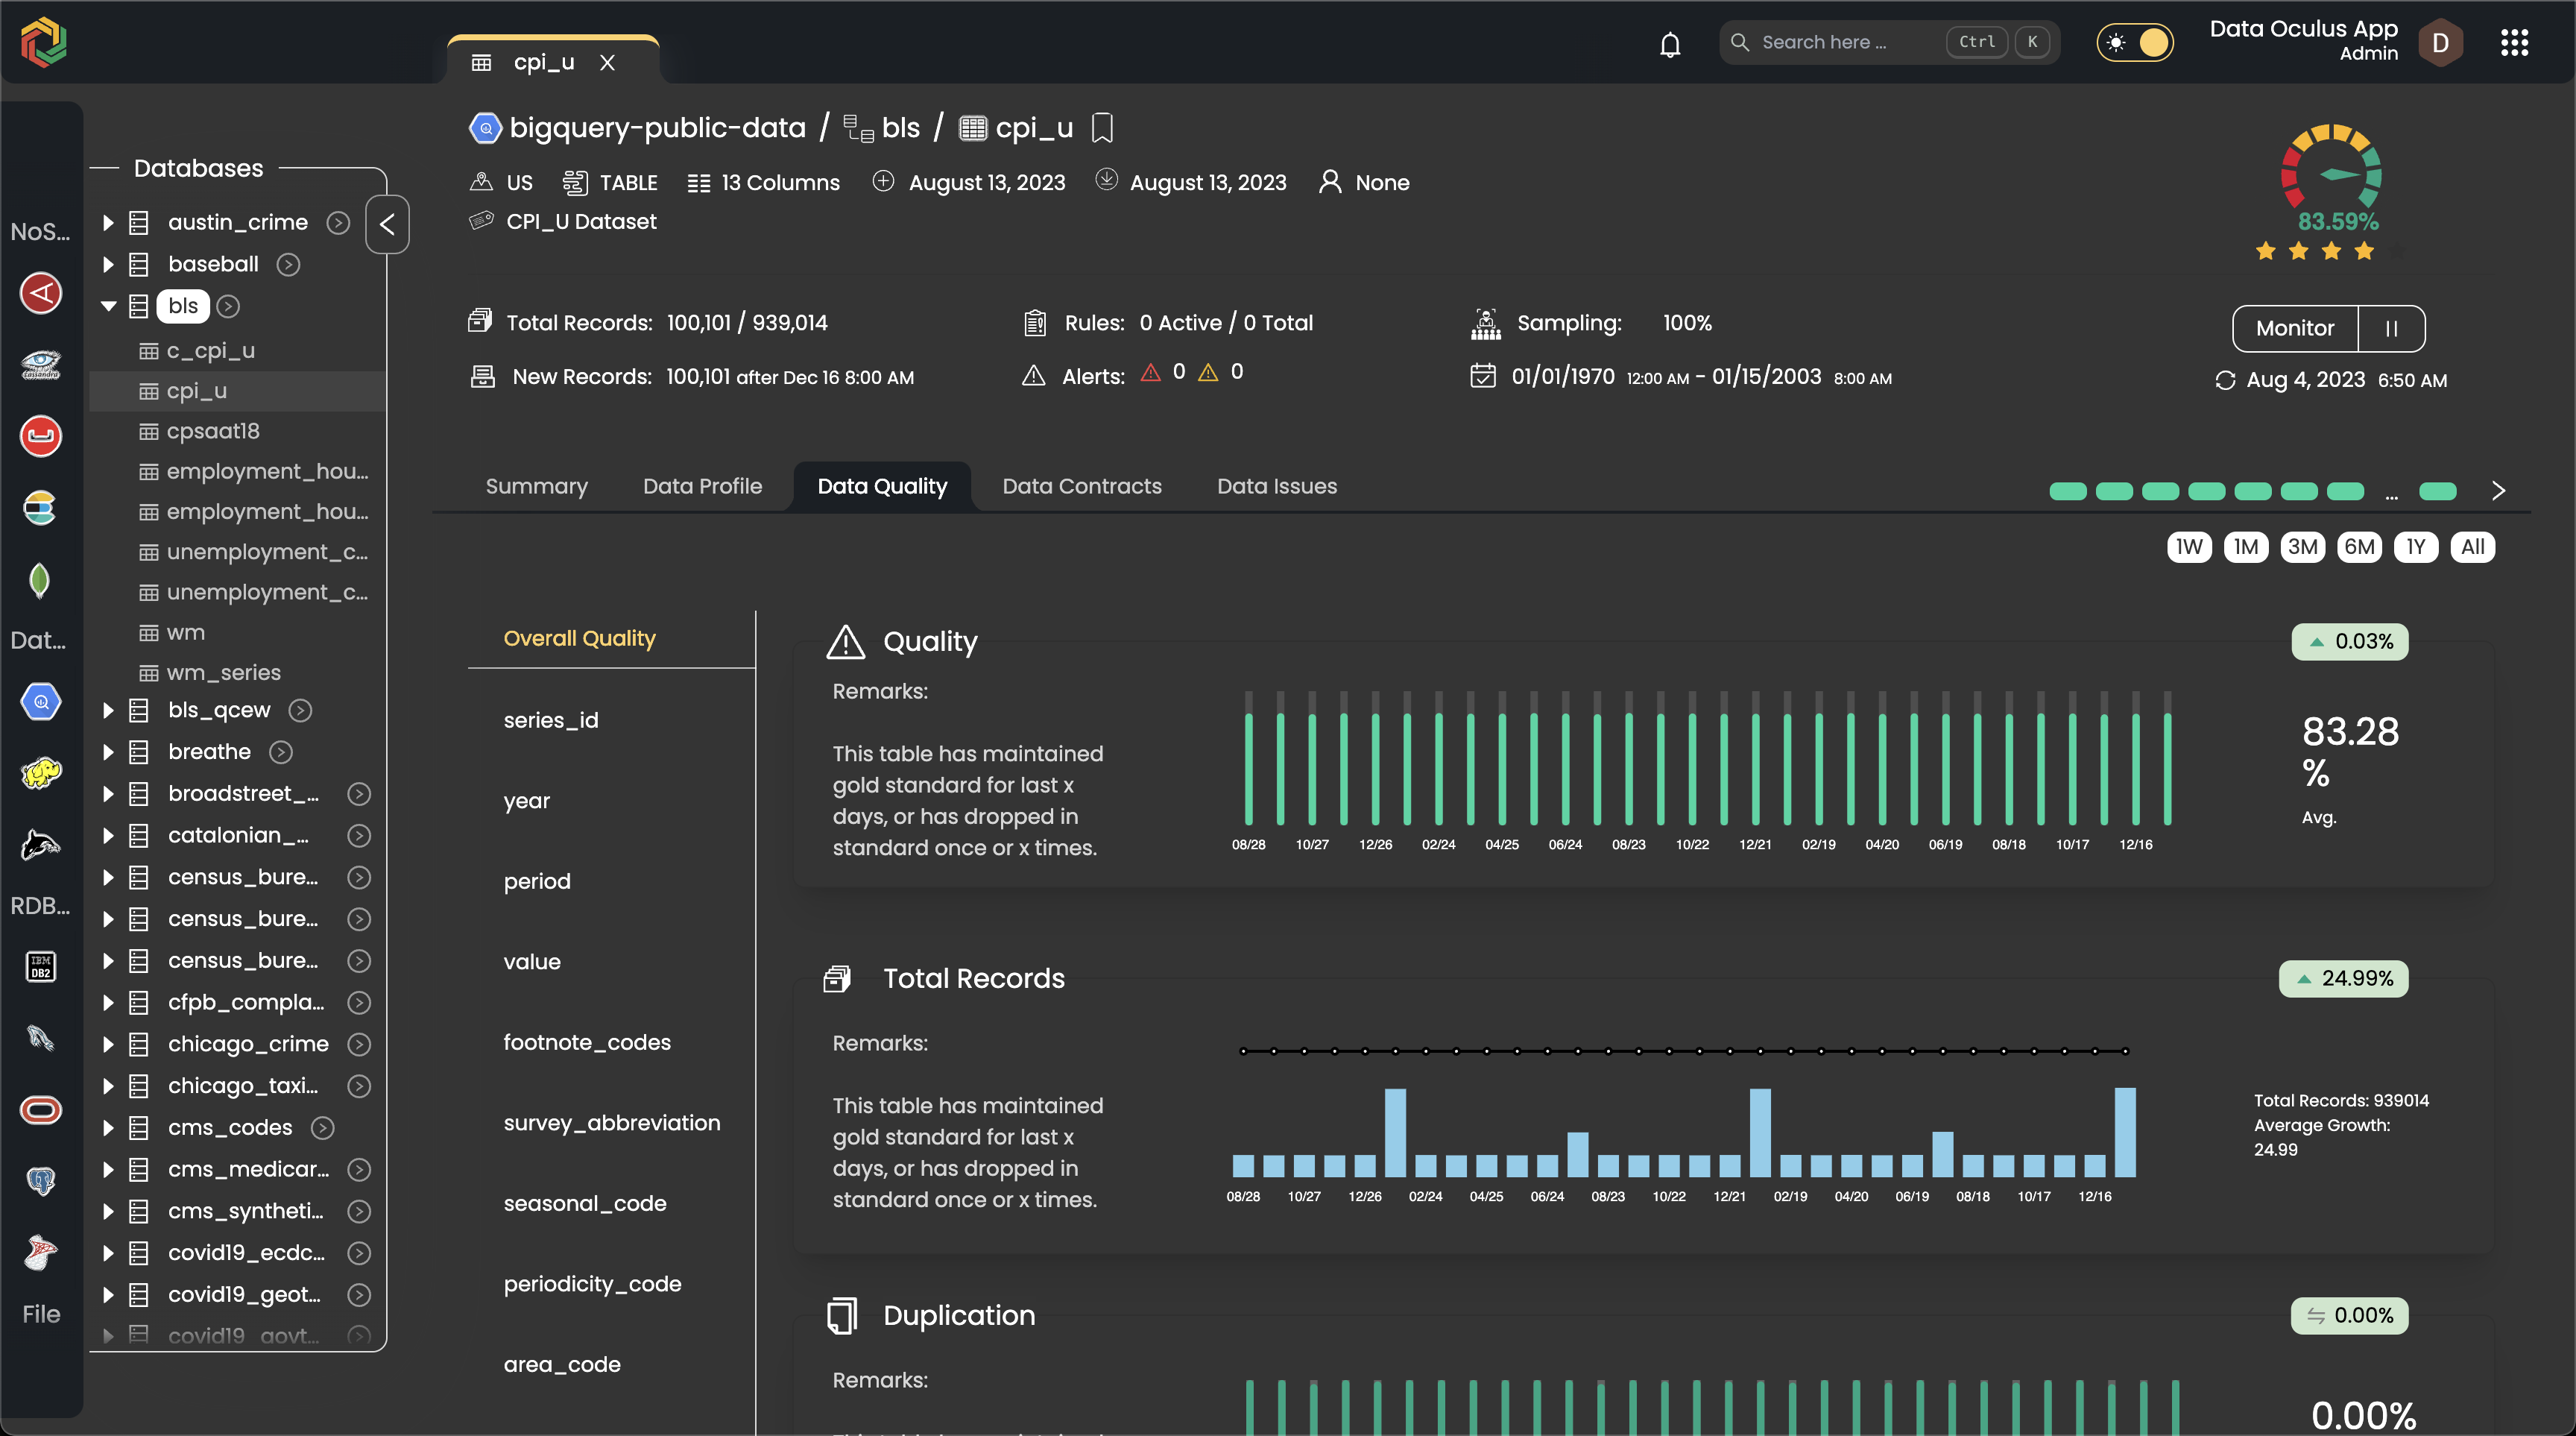 cpi_u X
Search here ... Ctrl K
Data Oculus App
Admin
D
NoS...
cassandra
Dat...
RDB...
IBM
DB2
File
Databases
austin_crime
baseball
bls
c_cpi_u
cpi_u
cpsaat18
employment_hou...
employment_hou...
unemployment_c...
unemployment_c...
wm
wm_series
bls_qcew
breathe
broadstreet_...
catalonian_...
census_bure...
census_bure...
census_bure...
cfpb_compla...
chicago_crime
chicago_taxi...
cms_codes
cms_medicar...
cms_syntheti...
covid19_ecdc...
covid19_geot...
covid19_govt...
bigquery-public-data / bls / cpi_u
US TABLE 13 Columns August 13, 2023 August 13, 2023 None
CPI_U Dataset
83.59%
Total Records: 100,101 / 939,014
Rules: 0 Active / 0 Total
Sampling: 100%
Monitor
New Records: 100,101 after Dec 16 8:00 AM
Alerts: 0 0
01/01/1970 12:00 AM - 01/15/2003 8:00 AM
Aug 4, 2023 6:50 AM
Summary Data Profile Data Quality Data Contracts Data Issues
...
1W 1M 3M 6M 1Y All
Overall Quality
series_id
year
period
value
footnote_codes
survey_abbreviation
seasonal_code
periodicity_code
area_code
Quality
0.03%
Remarks:
This table has maintained
gold standard for last x
days, or has dropped in
standard once or x times.
08/28 10/27 12/26 02/24 04/25 06/24 08/23 10/22 12/21 02/19 04/20 06/19 08/18 10/17 12/16
83.28
%
Avg.
Total Records
24.99%
Remarks:
This table has maintained
gold standard for last x
days, or has dropped in
standard once or x times.
08/28 10/27 12/26 02/24 04/25 06/24 08/23 10/22 12/21 02/19 04/20 06/19 08/18 10/17 12/16
Total Records: 939014
Average Growth:
24.99
Duplication
0.00%
Remarks:
0.00%